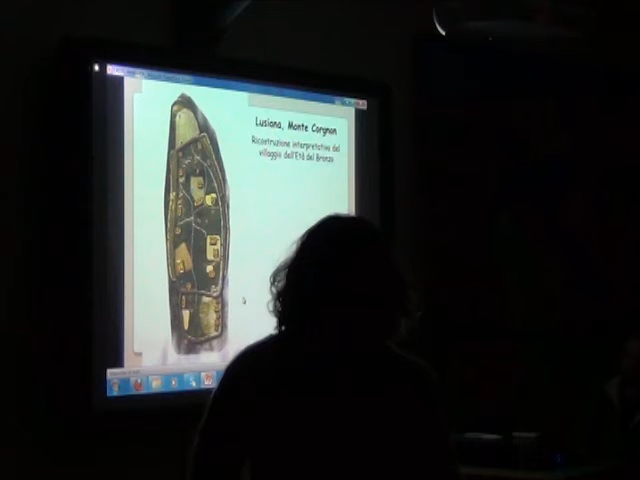 Lusiana, Monte Corgnon
Ricostruzione interpretativa del
villaggio dell'Età del Bronzo